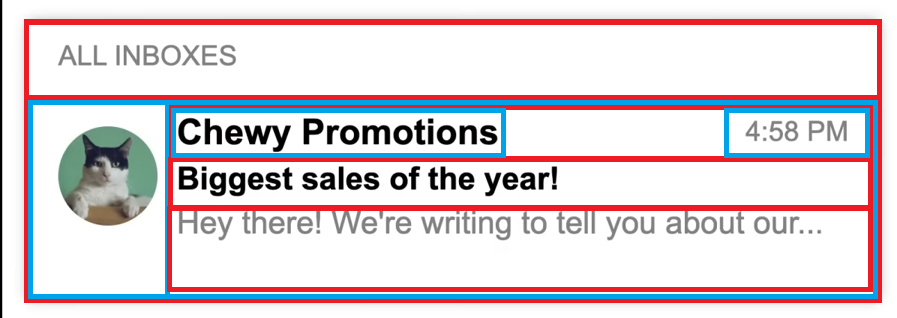 ALL INBOXES
Chewy Promotions 4:58 PM
Biggest sales of the year!
Hey there! We're writing to tell you about our...